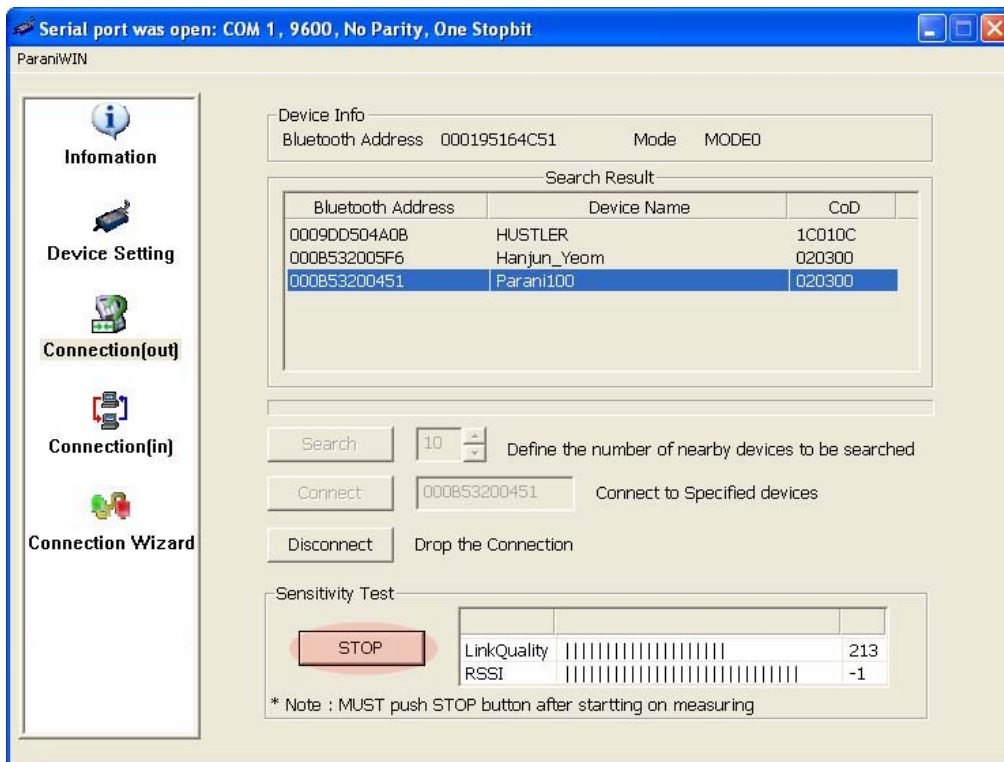 Serial port was open: COM 1, 9600, No Parity, One Stopbit
ParaniWIN
Infomation
Device Setting
Connection(out)
Connection(in)
Connection Wizard
Device Info
Bluetooth Address 000195164C51 Mode MODE0
Search Result
Bluetooth Address Device Name CoD
0009DD504A0B HUSTLER 1C010C
000B532005F6 Hanjun_Yeom 020300
000B53200451 Parani100 020300
Search 10 Define the number of nearby devices to be searched
Connect 000B53200451 Connect to Specified devices
Disconnect Drop the Connection
Sensitivity Test
STOP
LinkQuality |||||||||||||||||||| 213
RSSI ||||||||||||||||||||||||||||| -1
* Note : MUST push STOP button after startting on measuring